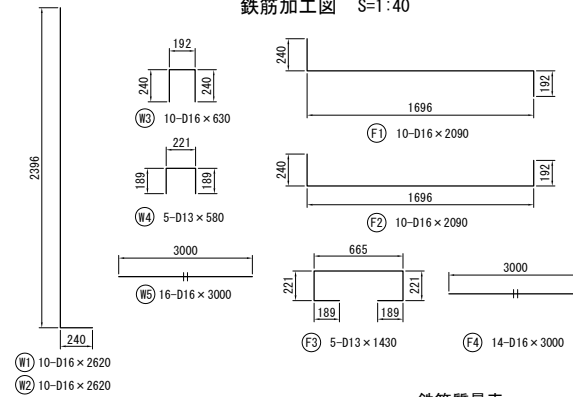 鉄筋加工図 S=1:40
2396
240
W1 10-D16×2620
W2 10-D16×2620
192
240
240
W3 10-D16×630
221
189
189
W4 5-D13×580
3000
W5 16-D16×3000
240
192
1696
F1 10-D16×2090
240
192
1696
F2 10-D16×2090
665
221
221
189
189
F3 5-D13×1430
3000
F4 14-D16×3000